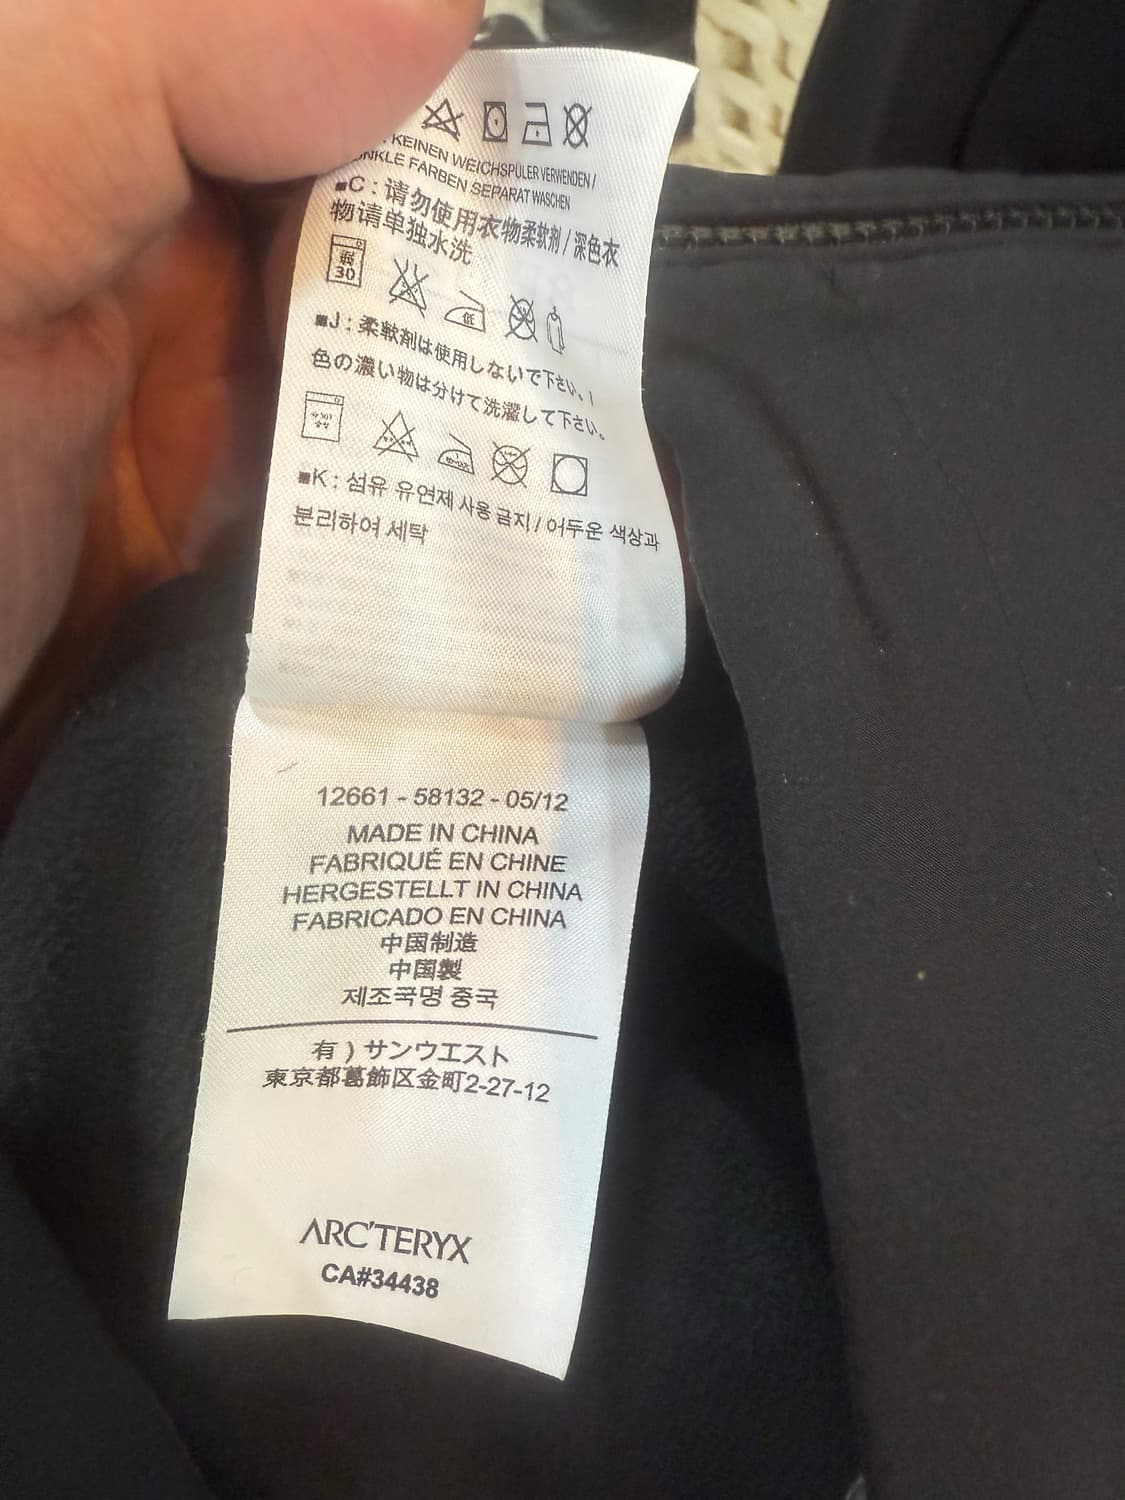 KEINEN WEICHSPÜLER VERWENDEN /
DUNKLE FARBEN SEPARAT WASCHEN
■C : 请勿使用衣物柔软剂 / 深色衣
物请单独水洗
低
30
低
■J : 柔軟剤は使用しないで下さい。/
色の濃い物は分けて洗濯して下さい。
■K : 섬유 유연제 사용 금지 / 어두운 색상과
분리하여 세탁
12661 - 58132 - 05/12
MADE IN CHINA
FABRIQUÉ EN CHINE
HERGESTELLT IN CHINA
FABRICADO EN CHINA
中国制造
中国製
제조국명 중국
有 ) サンウエスト
東京都葛飾区金町2-27-12
ARC'TERYX
CA#34438